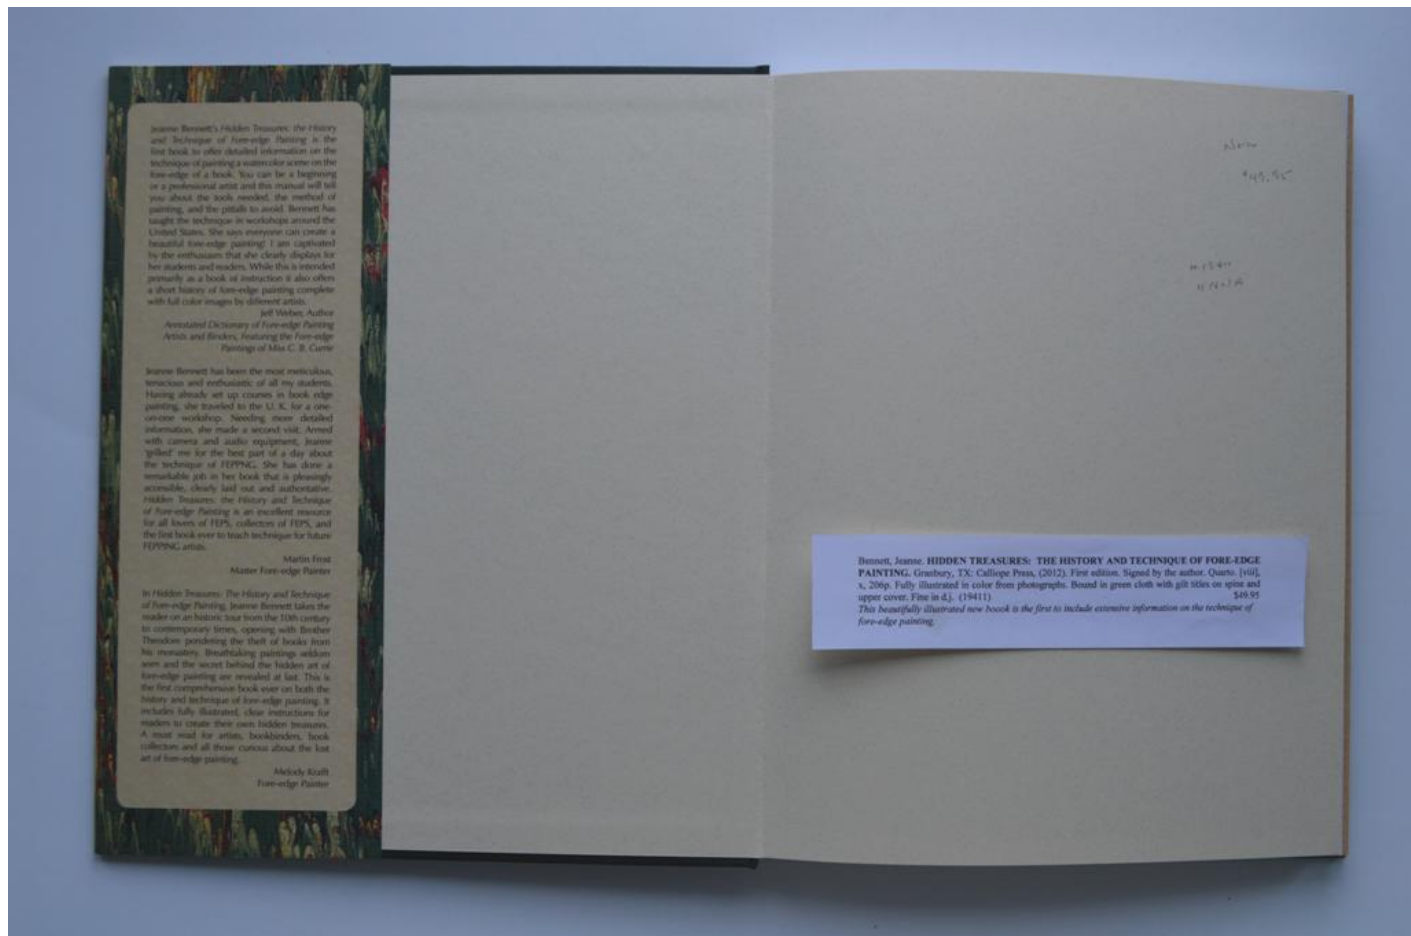 Jeanne Bennett's Hidden Treasures: the History
and Technique of Fore-edge Painting is the
first book to offer detailed information on the
technique of painting a watercolor scene on the
fore-edge of a book. You can be a beginning
or a professional artist and this manual will tell
you about the tools needed, the method of
painting, and the pitfalls to avoid. Bennett has
taught the technique in workshops around the
United States. She says everyone can create a
beautiful fore-edge painting! I am captivated
by the enthusiasm that she clearly displays for
her students and readers. While this is intended
primarily as a book of instruction it also offers
a short history of fore-edge painting complete
with full color images by different artists.
Jeff Weber, Author
Annotated Dictionary of Fore-edge Painting
Artists and Binders, Featuring the Fore-edge
Paintings of Miss C. B. Currie
Jeanne Bennett has been the most meticulous,
tenacious and enthusiastic of all my students.
Having already set up courses in book edge
painting, she traveled to the U. K. for a one-
on-one workshop. Needing more detailed
information, she made a second visit. Armed
with camera and audio equipment, Jeanne
'grilled' me for the best part of a day about
the technique of FEPPNG. She has done a
remarkable job in her book that is pleasingly
accessible, clearly laid out and authoritative.
Hidden Treasures: the History and Technique
of Fore-edge Painting is an excellent resource
for all lovers of FEPS, collectors of FEPS, and
the first book ever to teach technique for future
FEPPING artists.
Martin Frost
Master Fore-edge Painter
In Hidden Treasures: The History and Technique
of Fore-edge Painting, Jeanne Bennett takes the
reader on an historic tour from the 10th century
to contemporary times, opening with Brother
Theodore pondering the theft of books from
his monastery. Breathtaking paintings seldom
seen and the secret behind the hidden art of
fore-edge painting are revealed at last. This is
the first comprehensive book ever on both the
history and technique of fore-edge painting. It
includes fully illustrated, clear instructions for
readers to create their own hidden treasures.
A must read for artists, bookbinders, book
collectors and all those curious about the lost
art of fore-edge painting.
Melody Krafft
Fore-edge Painter
New
Bennett, Jeanne. HIDDEN TREASURES: THE HISTORY AND TECHNIQUE OF FORE-EDGE
PAINTING. Granbury, TX: Calliope Press, (2012). First edition. Signed by the author. Quarto. [viii],
x, 206p. Fully illustrated in color from photographs. Bound in green cloth with gilt titles on spine and
upper cover. Fine in d.j. (19411) $49.95
This beautifully illustrated new boook is the first to include extensive information on the technique of
fore-edge painting.